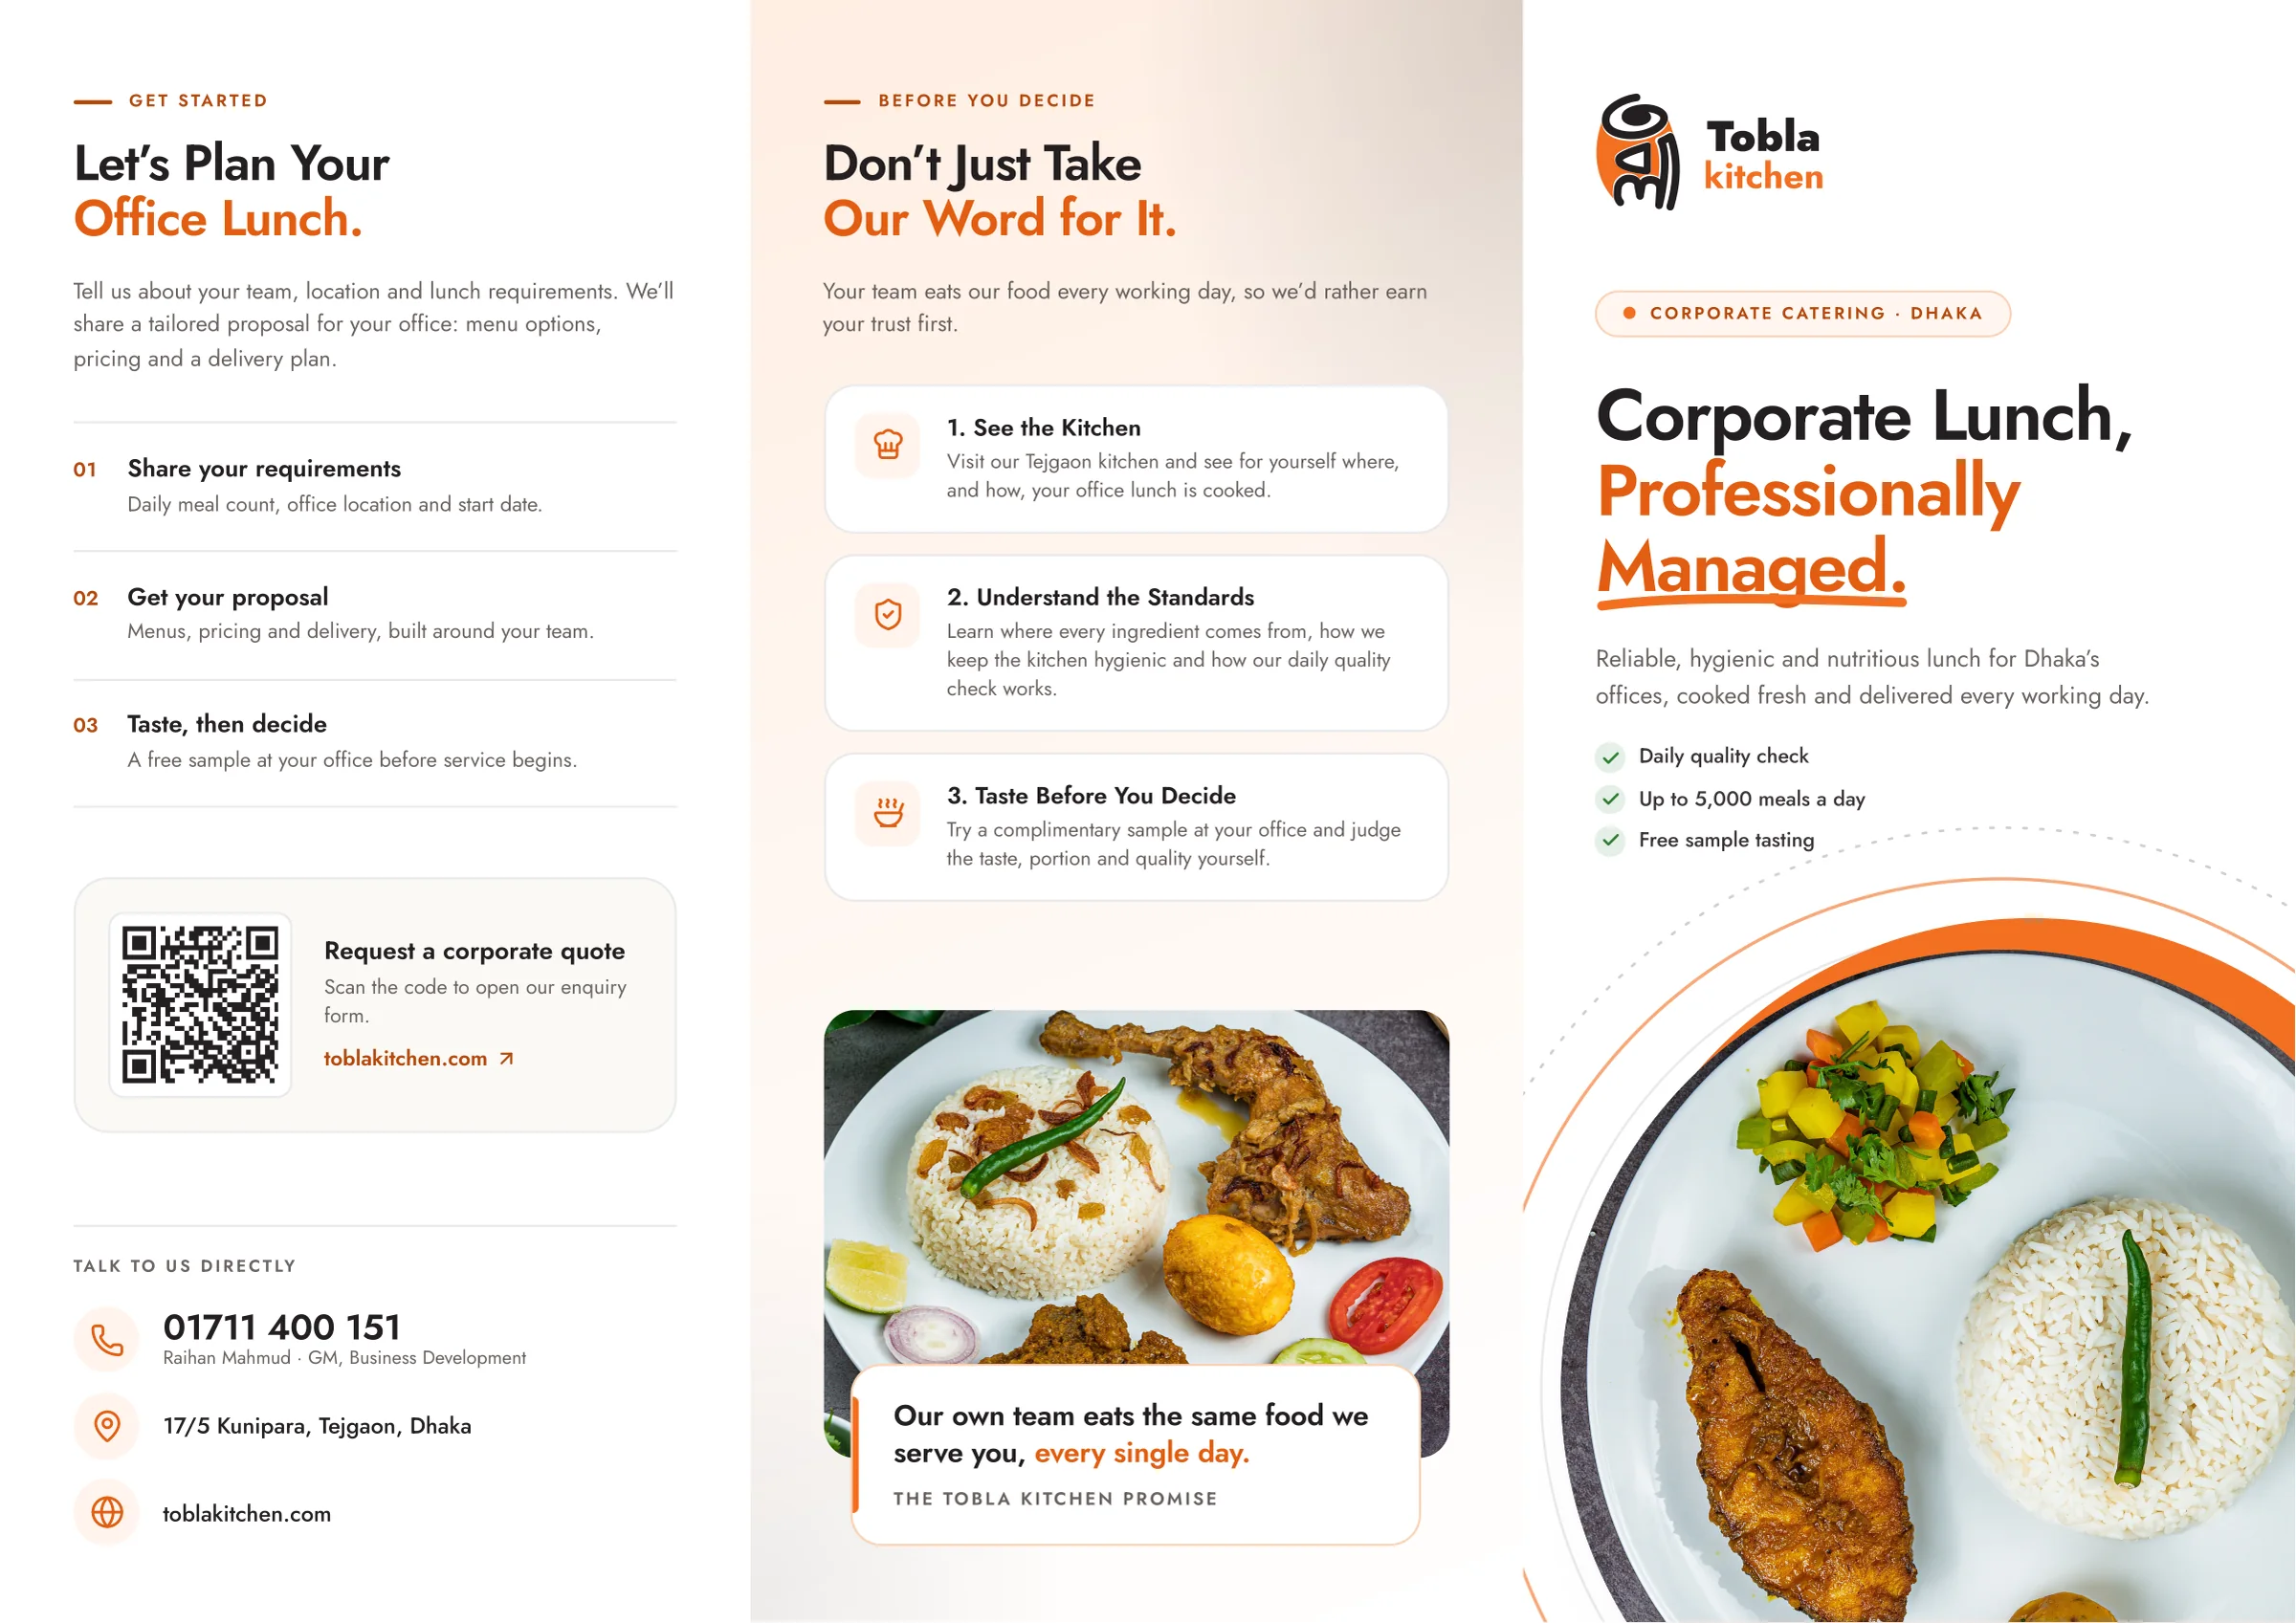 GET STARTED
Let’s Plan Your
Office Lunch.
Tell us about your team, location and lunch requirements. We’ll
share a tailored proposal for your office: menu options,
pricing and a delivery plan.
01 Share your requirements
Daily meal count, office location and start date.
02 Get your proposal
Menus, pricing and delivery, built around your team.
03 Taste, then decide
A free sample at your office before service begins.
Request a corporate quote
Scan the code to open our enquiry
form.
toblakitchen.com
TALK TO US DIRECTLY
01711 400 151
Raihan Mahmud · GM, Business Development
17/5 Kunipara, Tejgaon, Dhaka
toblakitchen.com
BEFORE YOU DECIDE
Don’t Just Take
Our Word for It.
Your team eats our food every working day, so we’d rather earn
your trust first.
1. See the Kitchen
Visit our Tejgaon kitchen and see for yourself where,
and how, your office lunch is cooked.
2. Understand the Standards
Learn where every ingredient comes from, how we
keep the kitchen hygienic and how our daily quality
check works.
3. Taste Before You Decide
Try a complimentary sample at your office and judge
the taste, portion and quality yourself.
Our own team eats the same food we
serve you, every single day.
THE TOBLA KITCHEN PROMISE
Tobla
kitchen
CORPORATE CATERING · DHAKA
Corporate Lunch,
Professionally
Managed.
Reliable, hygienic and nutritious lunch for Dhaka’s
offices, cooked fresh and delivered every working day.
Daily quality check
Up to 5,000 meals a day
Free sample tasting